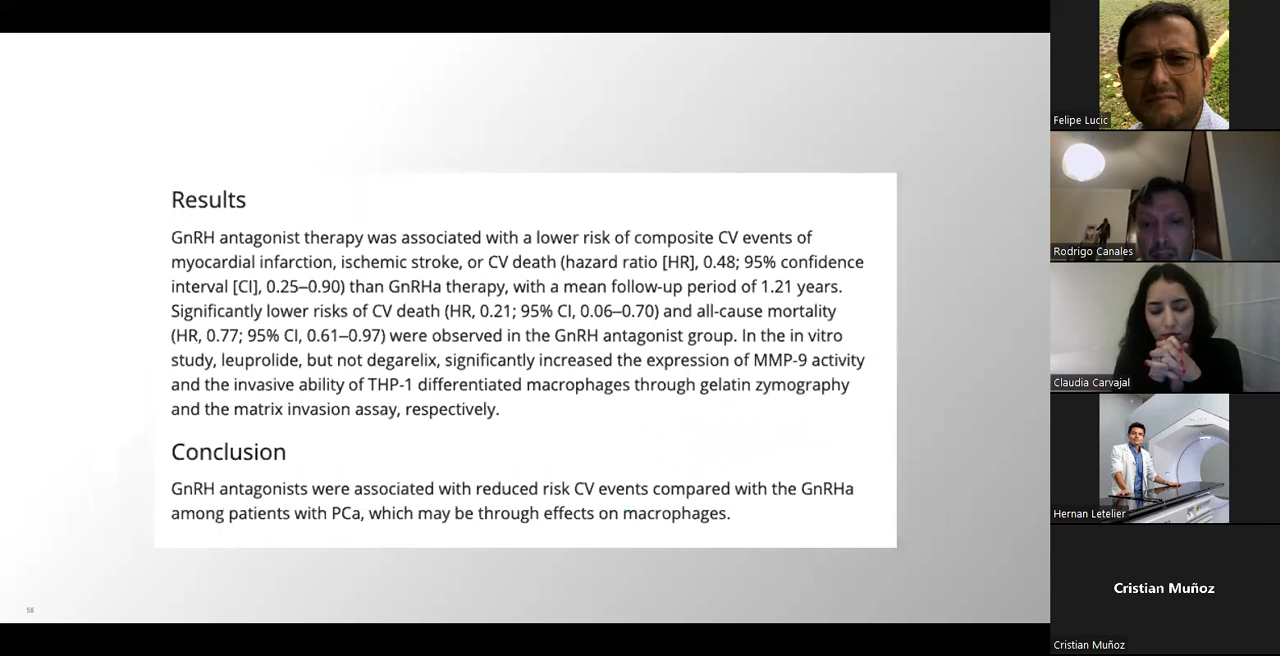 Results
GnRH antagonist therapy was associated with a lower risk of composite CV events of
myocardial infarction, ischemic stroke, or CV death (hazard ratio [HR], 0.48; 95% confidence
interval [CI], 0.25–0.90) than GnRHa therapy, with a mean follow-up period of 1.21 years.
Significantly lower risks of CV death (HR, 0.21; 95% CI, 0.06–0.70) and all-cause mortality
(HR, 0.77; 95% CI, 0.61–0.97) were observed in the GnRH antagonist group. In the in vitro
study, leuprolide, but not degarelix, significantly increased the expression of MMP-9 activity
and the invasive ability of THP-1 differentiated macrophages through gelatin zymography
and the matrix invasion assay, respectively.
Conclusion
GnRH antagonists were associated with reduced risk CV events compared with the GnRHa
among patients with PCa, which may be through effects on macrophages.
58
Felipe Lucic
Rodrigo Canales
Claudia Carvajal
Hernan Letelier
Cristian Muñoz
Cristian Muñoz